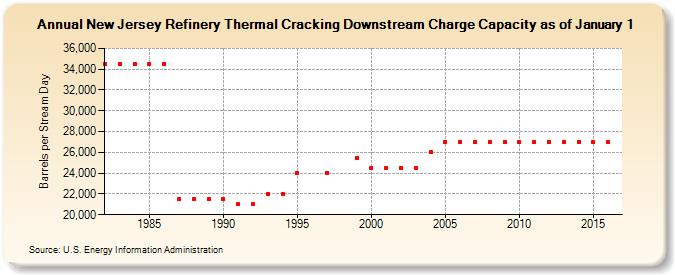 Annual New Jersey Refinery Thermal Cracking Downstream Charge Capacity as of January 1
Barrels per Stream Day
36,000
34,000
32,000
30,000
28,000
26,000
24,000
22,000
20,000
1985 1990 1995 2000 2005 2010 2015
Source: U.S. Energy Information Administration